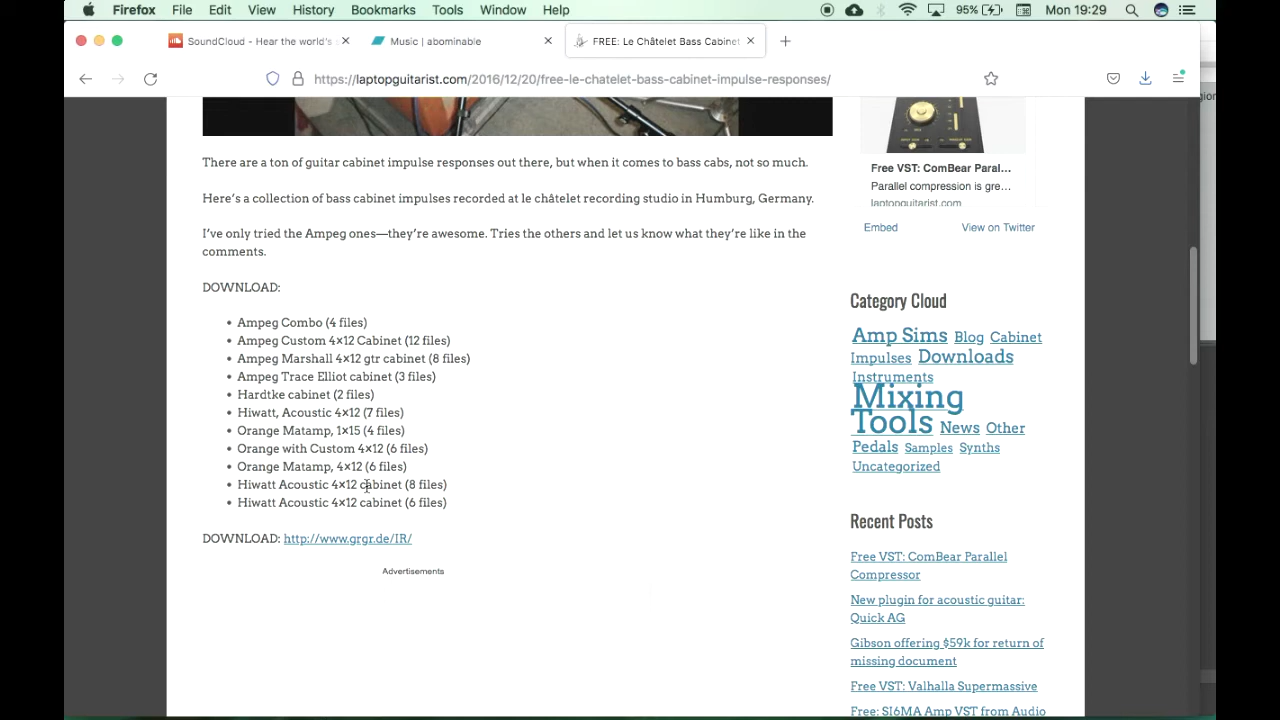 Firefox File Edit View History Bookmarks Tools Window Help 95% Mon 19:29
SoundCloud - Hear the world's Music | abominable FREE: Le Châtelet Bass Cabinet
https://laptopguitarist.com/2016/12/20/free-le-chatelet-bass-cabinet-impulse-responses/
There are a ton of guitar cabinet impulse responses out there, but when it comes to bass cabs, not so much.
Here's a collection of bass cabinet impulses recorded at le châtelet recording studio in Humburg, Germany.
I've only tried the Ampeg ones—they're awesome. Tries the others and let us know what they're like in the
comments.
DOWNLOAD:
• Ampeg Combo (4 files)
• Ampeg Custom 4×12 Cabinet (12 files)
• Ampeg Marshall 4×12 gtr cabinet (8 files)
• Ampeg Trace Elliot cabinet (3 files)
• Hardtke cabinet (2 files)
• Hiwatt, Acoustic 4×12 (7 files)
• Orange Matamp, 1×15 (4 files)
• Orange with Custom 4×12 (6 files)
• Orange Matamp, 4×12 (6 files)
• Hiwatt Acoustic 4×12 cabinet (8 files)
• Hiwatt Acoustic 4×12 cabinet (6 files)
DOWNLOAD: http://www.grgr.de/IR/
Advertisements
Free VST: ComBear Paral...
Parallel compression is gre...
laptopguitarist.com
Embed View on Twitter
Category Cloud
Amp Sims Blog Cabinet
Impulses Downloads
Instruments
Mixing
Tools News Other
Pedals Samples Synths
Uncategorized
Recent Posts
Free VST: ComBear Parallel
Compressor
New plugin for acoustic guitar:
Quick AG
Gibson offering $59k for return of
missing document
Free VST: Valhalla Supermassive
Free: SI6MA Amp VST from Audio